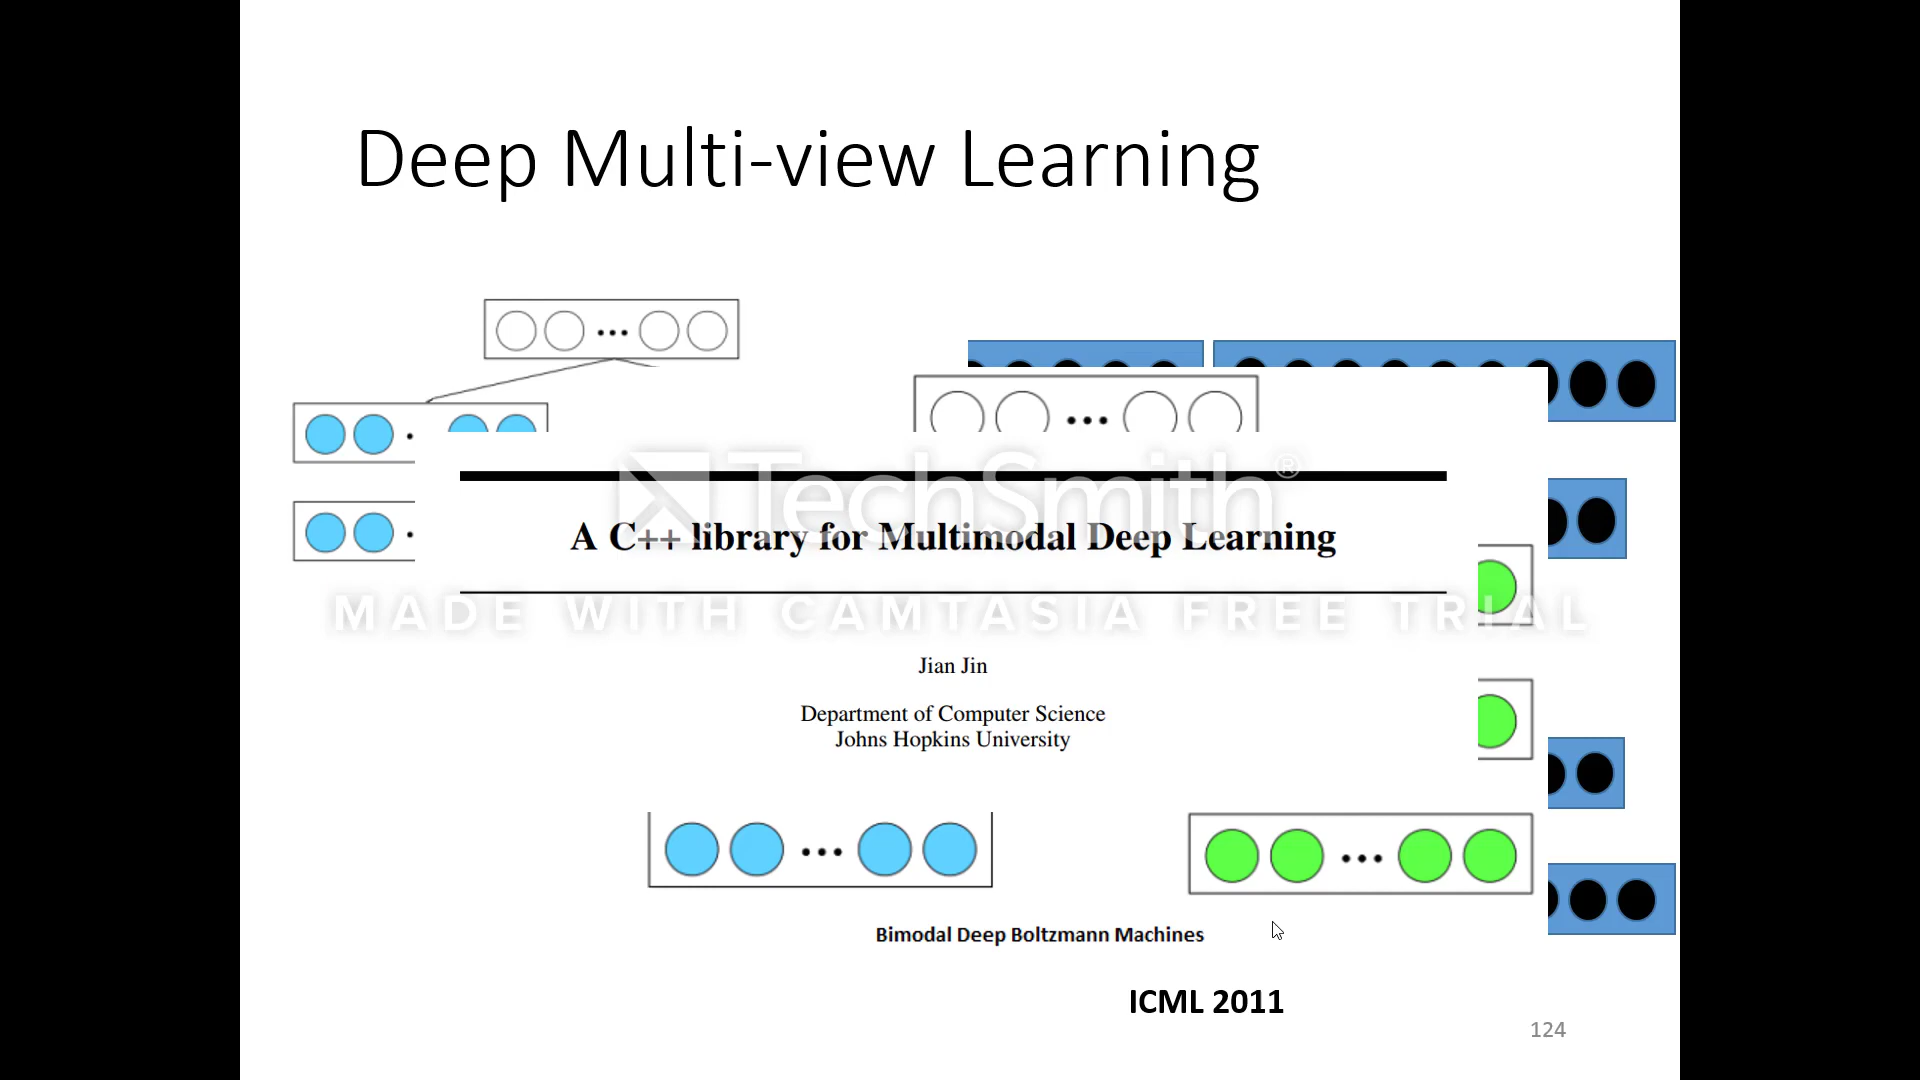 Deep Multi-view Learning
TechSmith®
A C++ library for Multimodal Deep Learning
MADE WITH CAMTASIA FREE TRIAL
Jian Jin
Department of Computer Science
Johns Hopkins University
Bimodal Deep Boltzmann Machines
ICML 2011
124